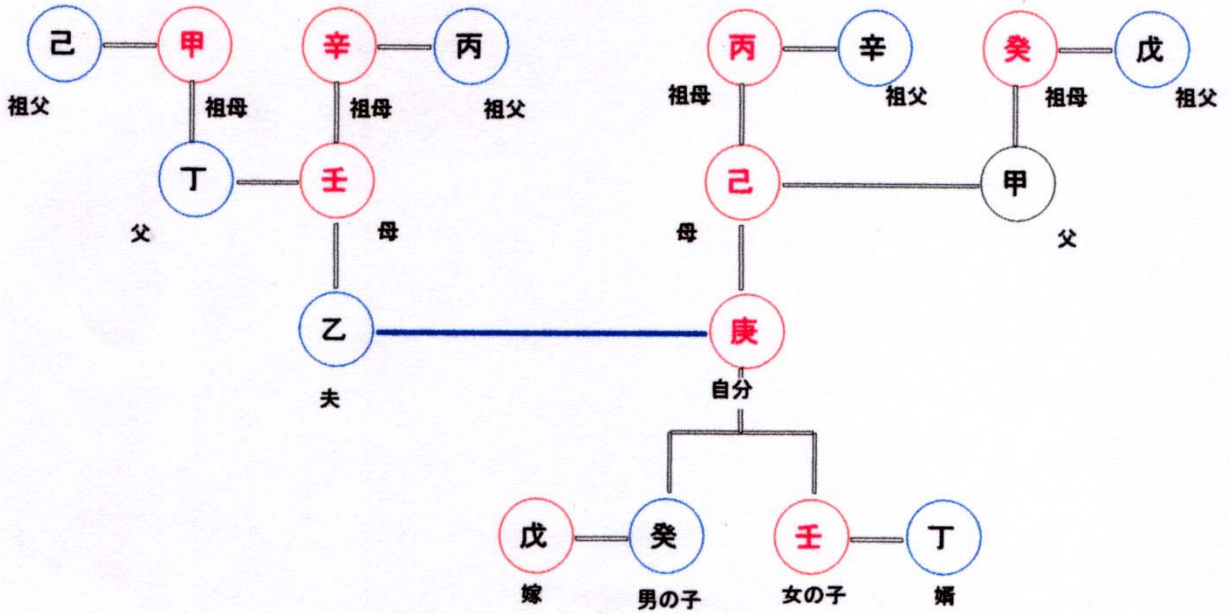 己 甲 辛 丙 丙 辛 癸 戊
祖父 祖母 祖母 祖父 祖母 祖父 祖母 祖父
丁 壬 己 甲
父 母 母 父
乙 庚
夫 自分
戊 癸 壬 丁
嫁 男の子 女の子 婿